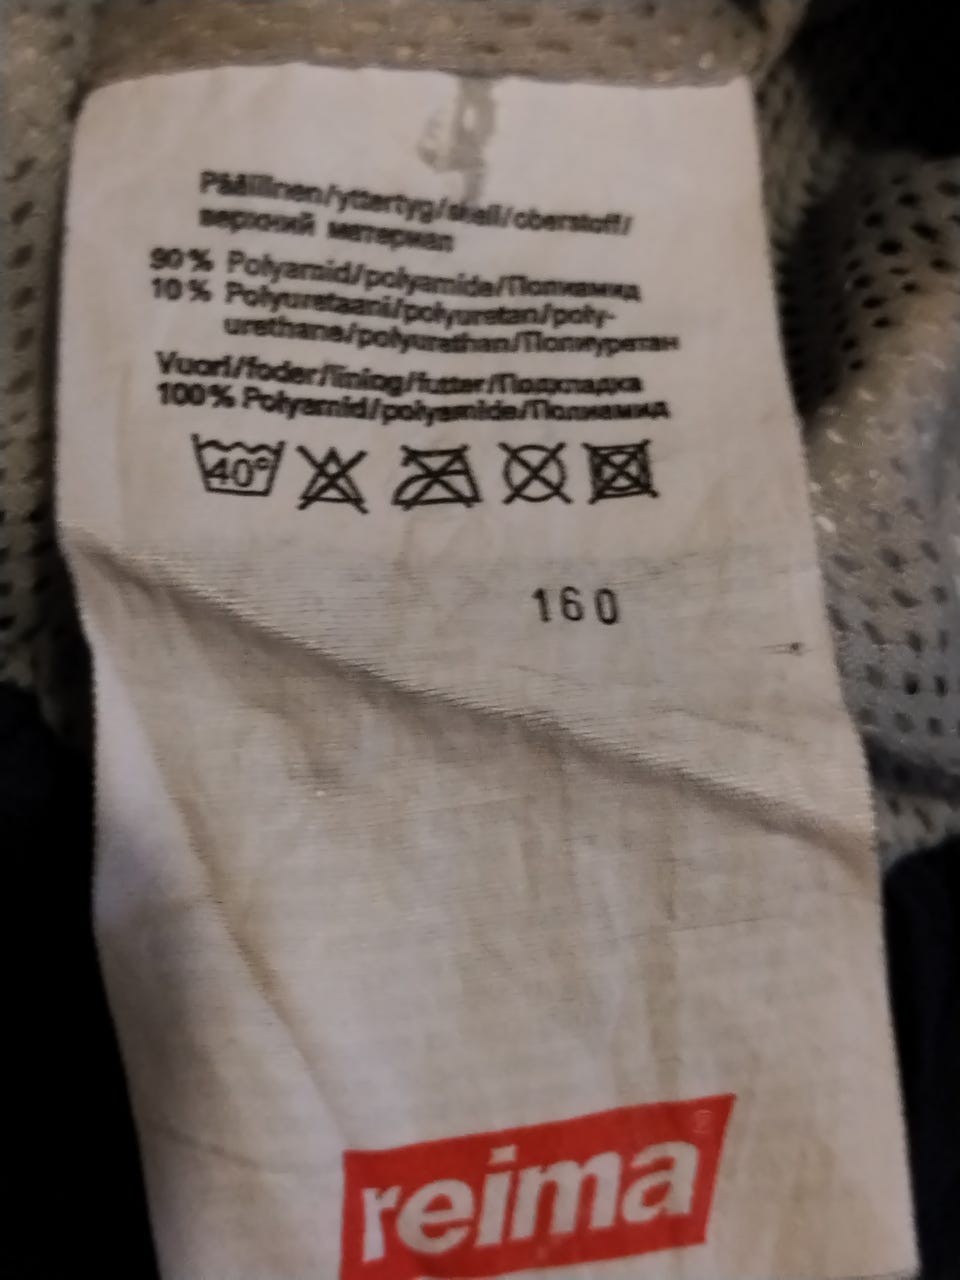 Päällinen/yttertyg/shell/oberstoff/
верхний материал
90% Polyamid/polyamide/Полиамид
10% Polyuretaani/polyuretan/poly-
urethane/polyurethan/Полиуретан
Vuori/foder/lining/futter/Подкладка
100% Polyamid/polyamide/Полиамид
40°
160
reima®